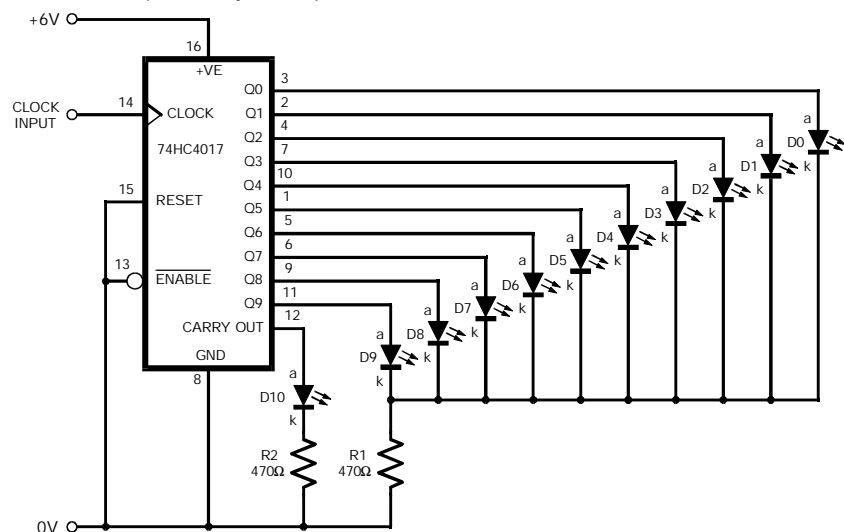 +6V
16
+VE
CLOCK
INPUT
14
CLOCK
74HC4017
15
RESET
13
ENABLE
Q0
3
Q1
2
Q2
4
Q3
7
Q4
10
Q5
1
Q6
5
Q7
6
Q8
9
Q9
11
CARRY OUT
12
GND
8
a
D0
k
a
D1
k
a
D2
k
a
D3
k
a
D4
k
a
D5
k
a
D6
k
a
D7
k
a
D8
k
a
D9
k
a
D10
k
R2
470Ω
R1
470Ω
0V